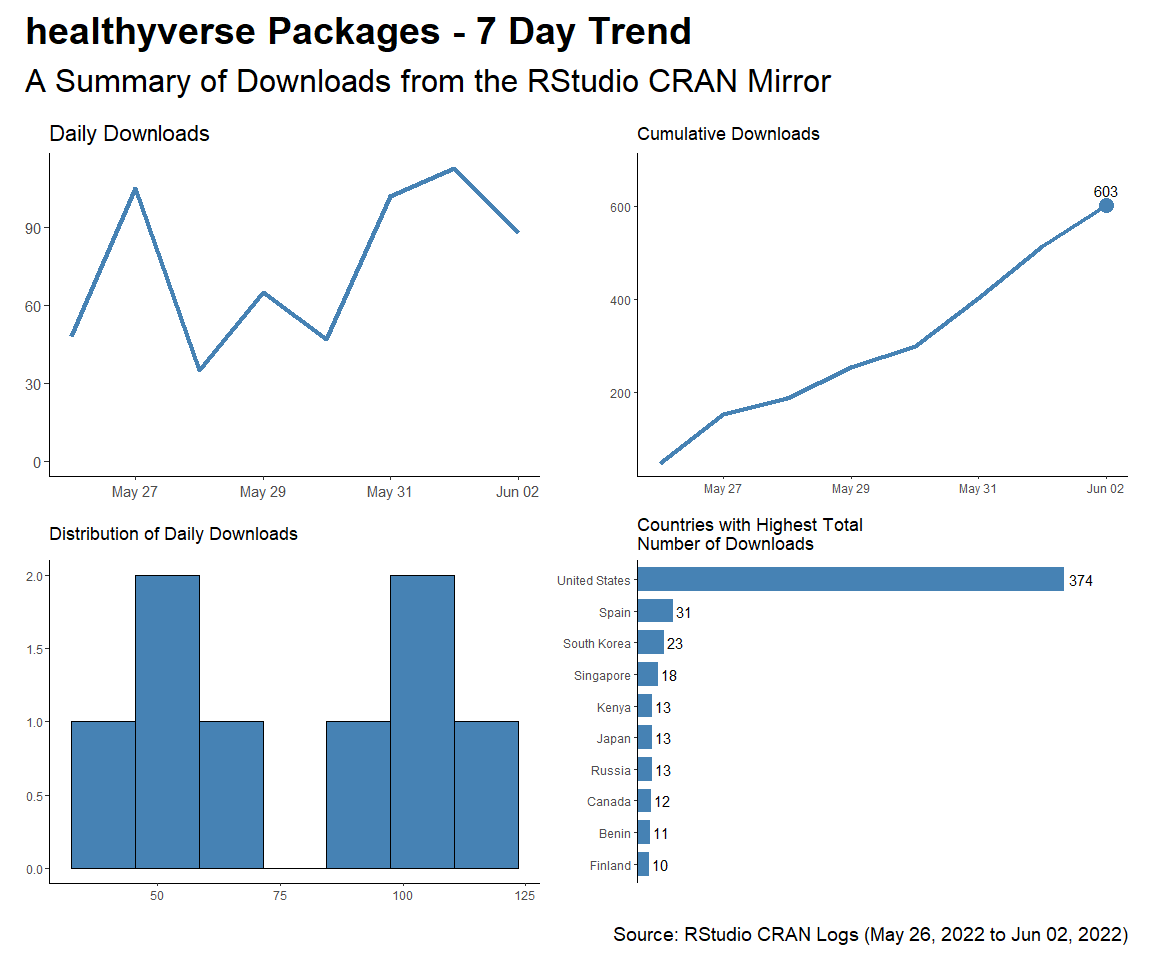 healthyverse Packages - 7 Day Trend
A Summary of Downloads from the RStudio CRAN Mirror
Daily Downloads
90
60
30
0
May 27 May 29 May 31 Jun 02
Cumulative Downloads
603
600
400
200
May 27 May 29 May 31 Jun 02
Distribution of Daily Downloads
2.0
1.5
1.0
0.5
0.0
50 75 100 125
Countries with Highest Total
Number of Downloads
United States 374
Spain 31
South Korea 23
Singapore 18
Kenya 13
Japan 13
Russia 13
Canada 12
Benin 11
Finland 10
Source: RStudio CRAN Logs (May 26, 2022 to Jun 02, 2022)